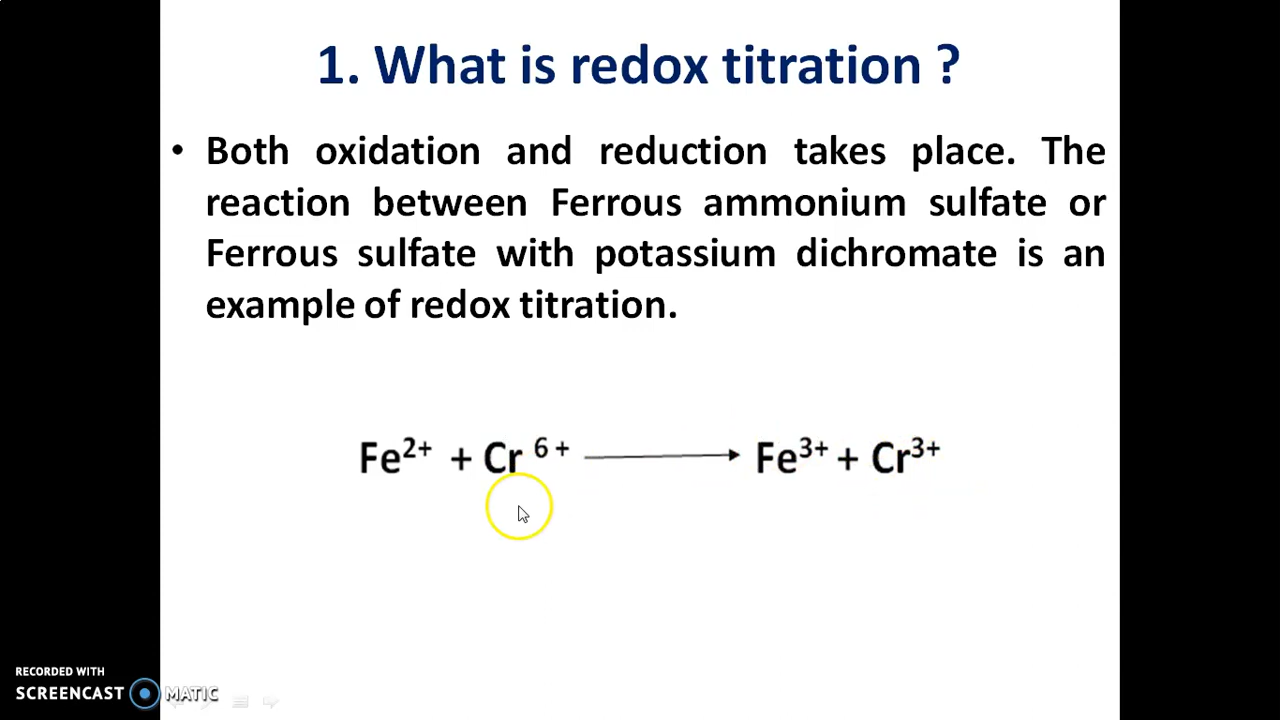 1. What is redox titration ?
• Both oxidation and reduction takes place. The
reaction between Ferrous ammonium sulfate or
Ferrous sulfate with potassium dichromate is an
example of redox titration.
Fe²⁺ + Cr ⁶⁺ → Fe³⁺ + Cr³⁺
RECORDED WITH
SCREENCAST MATIC